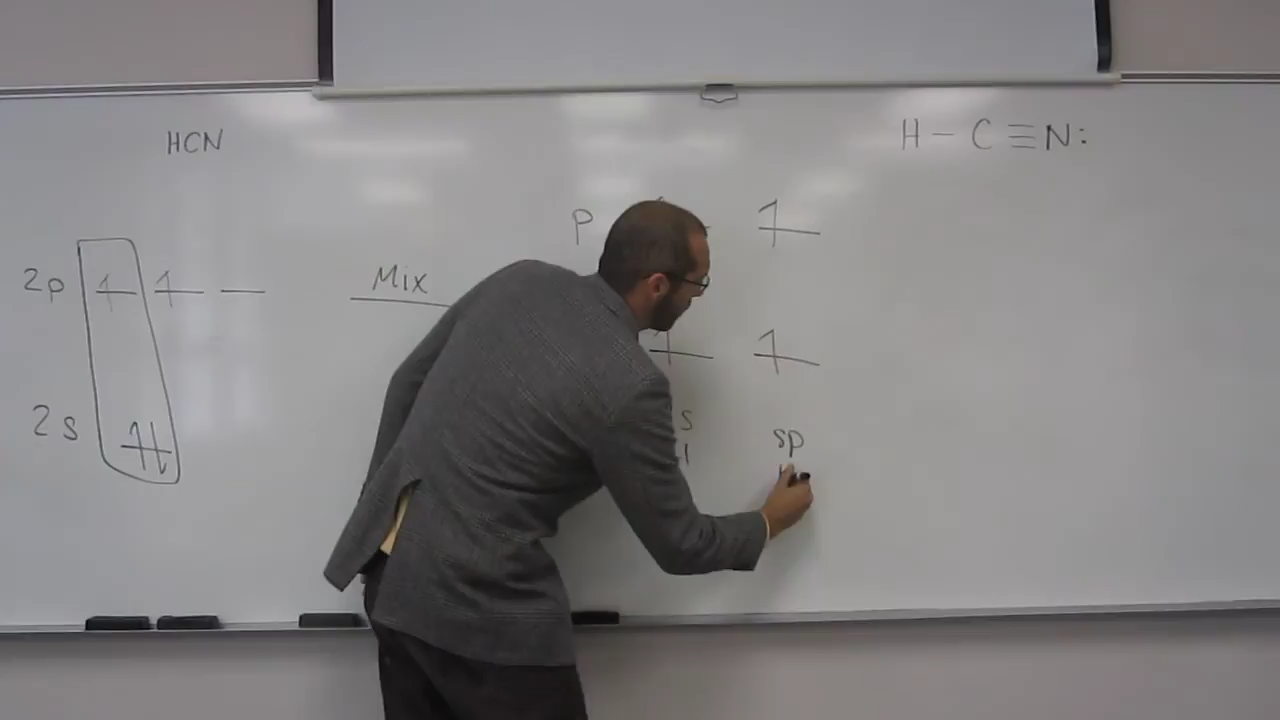 HCN
H – C ≡ N:
p
2p
Mix
2s
sp